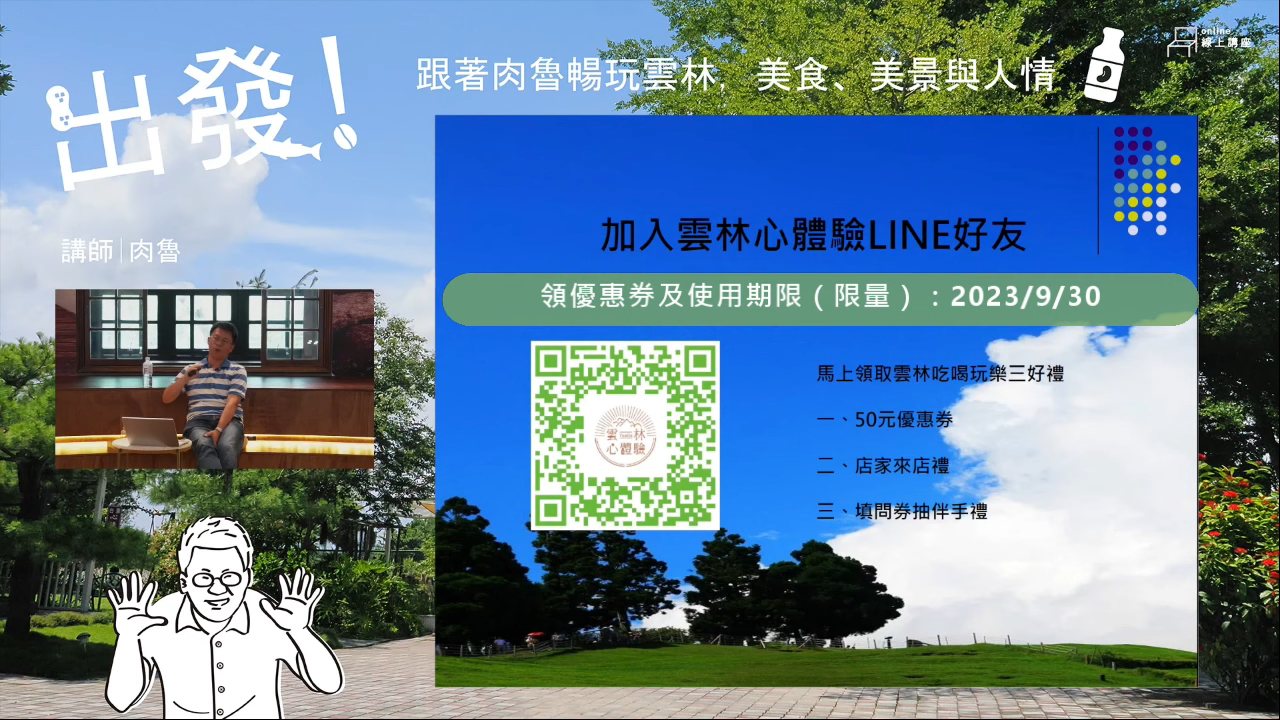 出發!
跟著肉魯暢玩雲林，美食、美景與人情
online
線上講座
講師|肉魯
加入雲林心體驗LINE好友
領優惠券及使用期限(限量)：2023/9/30
雲林
心體驗
馬上領取雲林吃喝玩樂三好禮
一、50元優惠券
二、店家來店禮
三、填問券抽伴手禮